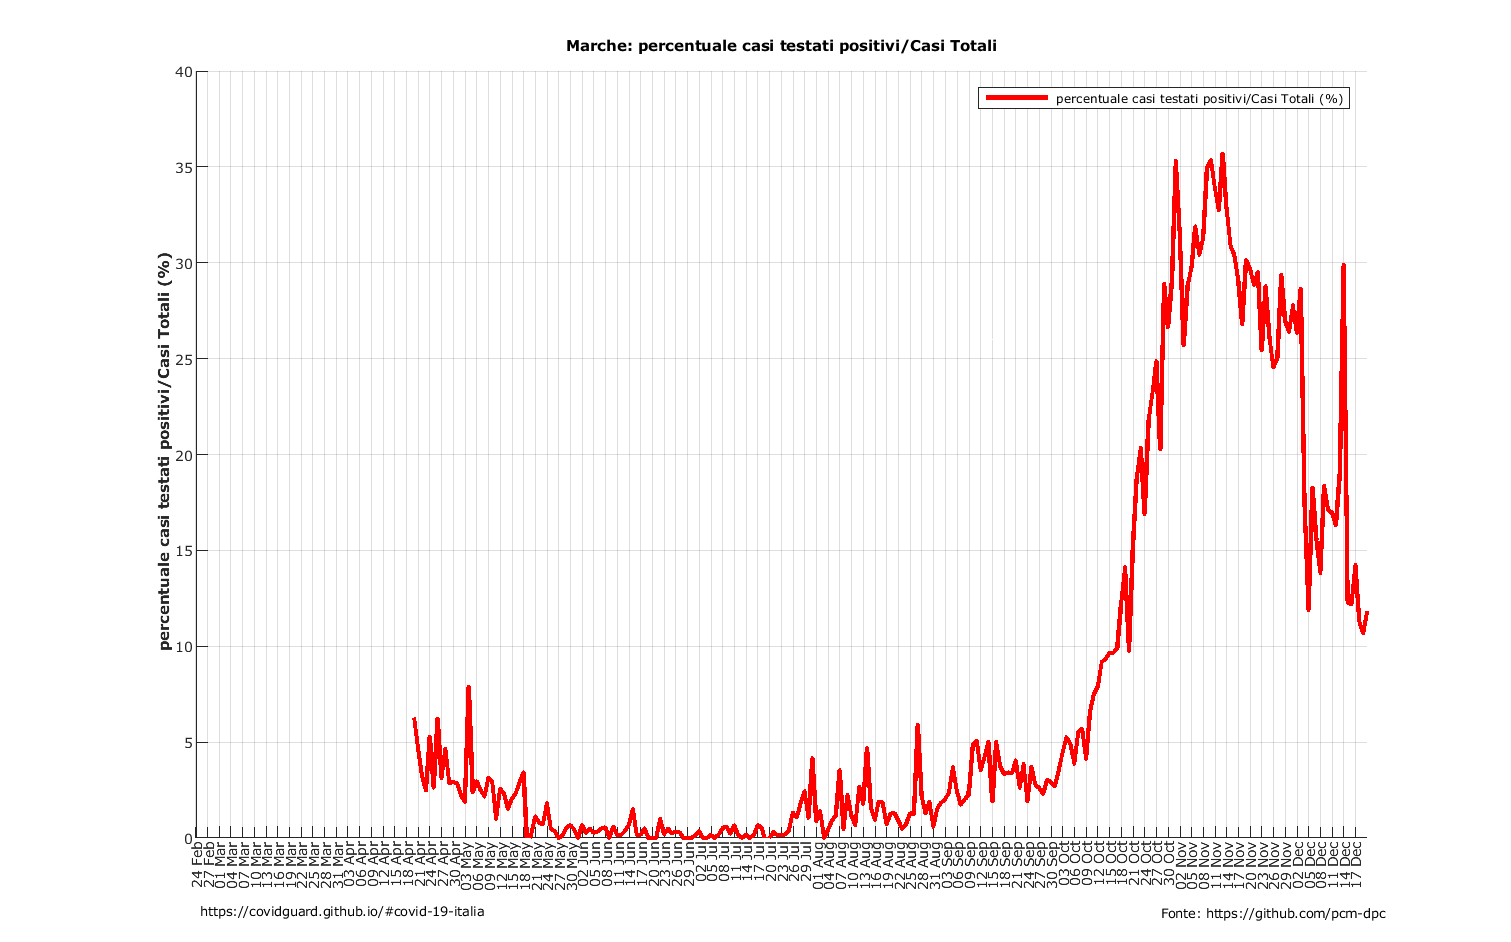 Marche: percentuale casi testati positivi/Casi Totali
percentuale casi testati positivi/Casi Totali (%)
percentuale casi testati positivi/Casi Totali (%)
40
35
30
25
20
15
10
5
0
24 Feb
27 Feb
01 Mar
04 Mar
07 Mar
10 Mar
13 Mar
16 Mar
19 Mar
22 Mar
25 Mar
28 Mar
31 Mar
03 Apr
06 Apr
09 Apr
12 Apr
15 Apr
18 Apr
21 Apr
24 Apr
27 Apr
30 Apr
03 May
06 May
09 May
12 May
15 May
18 May
21 May
24 May
27 May
30 May
02 Jun
05 Jun
08 Jun
11 Jun
14 Jun
17 Jun
20 Jun
23 Jun
26 Jun
29 Jun
02 Jul
05 Jul
08 Jul
11 Jul
14 Jul
17 Jul
20 Jul
23 Jul
26 Jul
29 Jul
01 Aug
04 Aug
07 Aug
10 Aug
13 Aug
16 Aug
19 Aug
22 Aug
25 Aug
28 Aug
31 Aug
03 Sep
06 Sep
09 Sep
12 Sep
15 Sep
18 Sep
21 Sep
24 Sep
27 Sep
30 Sep
03 Oct
06 Oct
09 Oct
12 Oct
15 Oct
18 Oct
21 Oct
24 Oct
27 Oct
30 Oct
02 Nov
05 Nov
08 Nov
11 Nov
14 Nov
17 Nov
20 Nov
23 Nov
26 Nov
29 Nov
02 Dec
05 Dec
08 Dec
11 Dec
14 Dec
17 Dec
https://covidguard.github.io/#covid-19-italia
Fonte: https://github.com/pcm-dpc